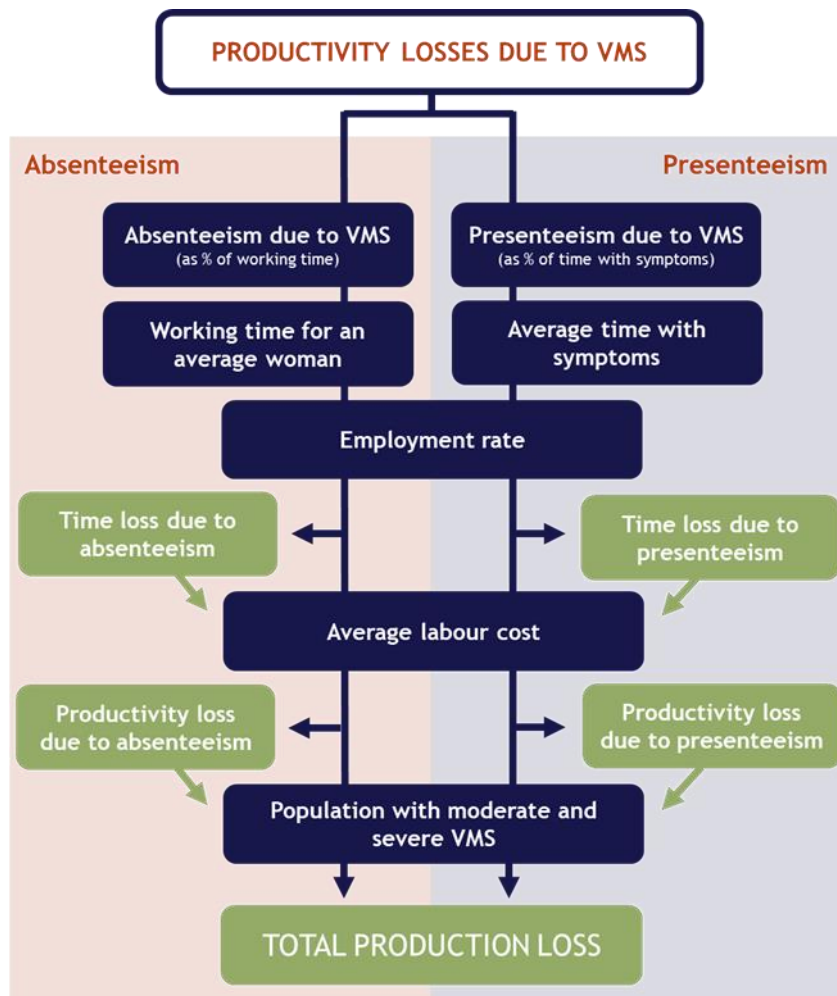 PRODUCTIVITY LOSSES DUE TO VMS
Absenteeism
Presenteeism
Absenteeism due to VMS
(as % of working time)
Presenteeism due to VMS
(as % of time with symptoms)
Working time for an
average woman
Average time with
symptoms
Employment rate
Time loss due to
absenteeism
Time loss due to
presenteeism
Average labour cost
Productivity loss
due to absenteeism
Productivity loss
due to presenteeism
Population with moderate and
severe VMS
TOTAL PRODUCTION LOSS